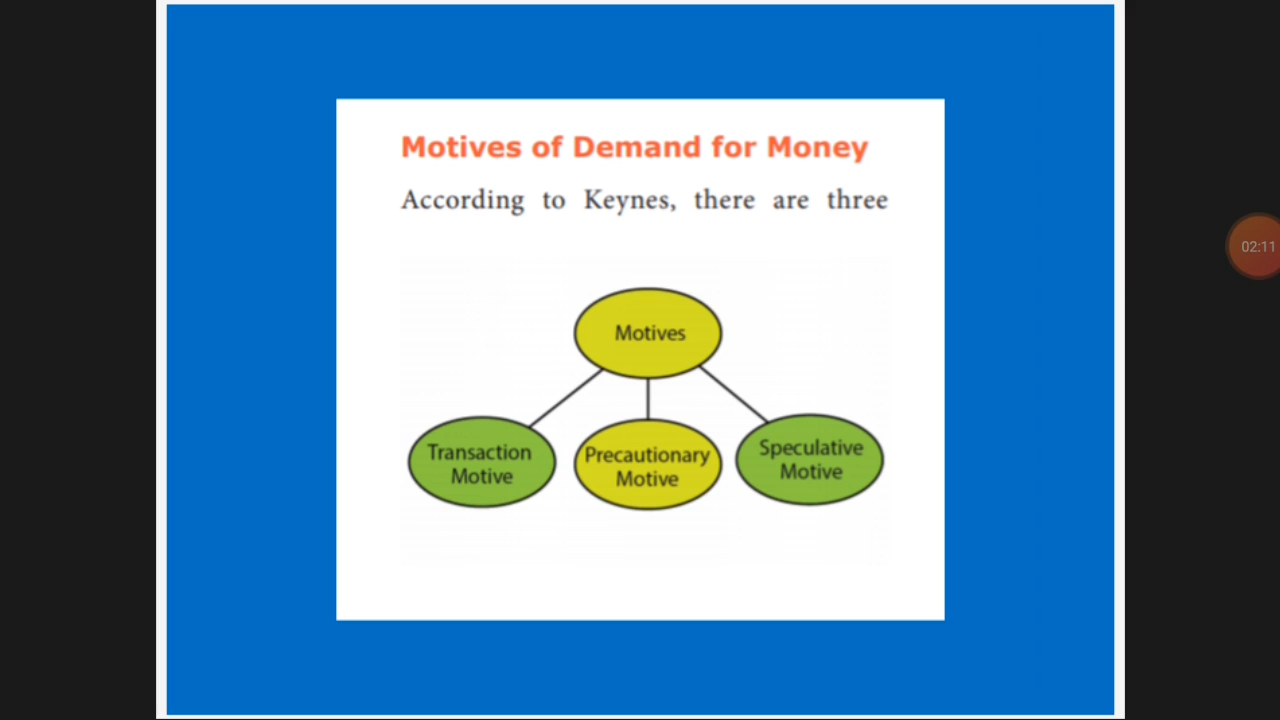 Motives of Demand for Money
According to Keynes, there are three
Motives
Transaction
Motive
Precautionary
Motive
Speculative
Motive
02:11